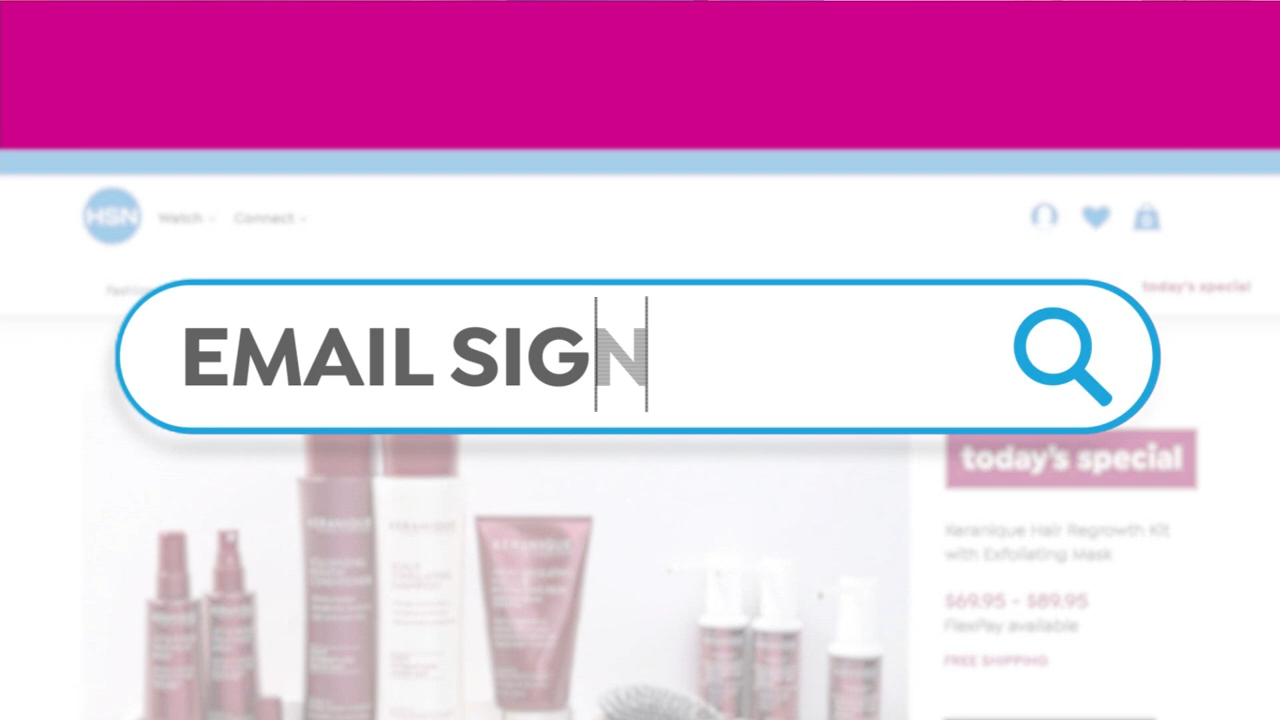 HSN Watch Connect
today's special
EMAIL SIGN
today's special
Keranique Hair Regrowth Kit
with Exfoliating Mask
$69.95 - $89.95
FlexPay available
FREE SHIPPING